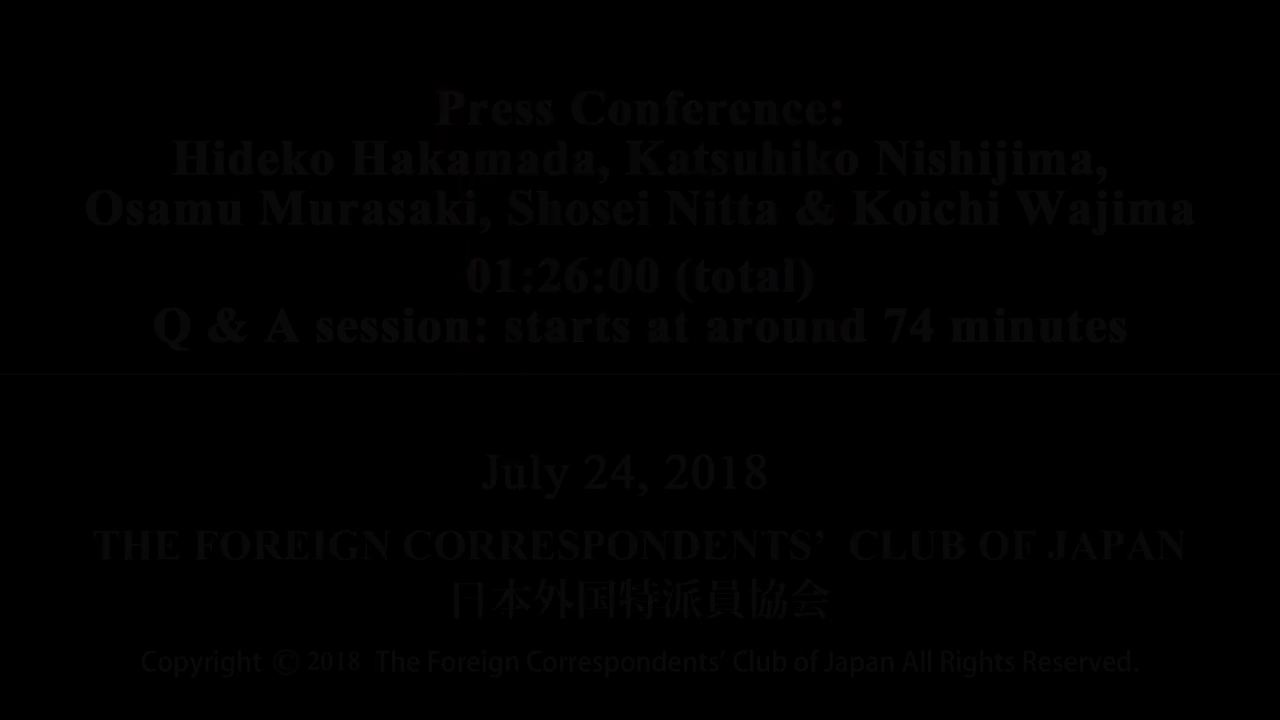 Press Conference:
Hideko Hakamada, Katsuhiko Nishijima,
Osamu Murasaki, Shosei Nitta & Koichi Wajima
01:26:00 (total)
Q & A session: starts at around 74 minutes
July 24, 2018
THE FOREIGN CORRESPONDENTS’ CLUB OF JAPAN
日本外国特派員協会
Copyright © 2018 The Foreign Correspondents’ Club of Japan All Rights Reserved.